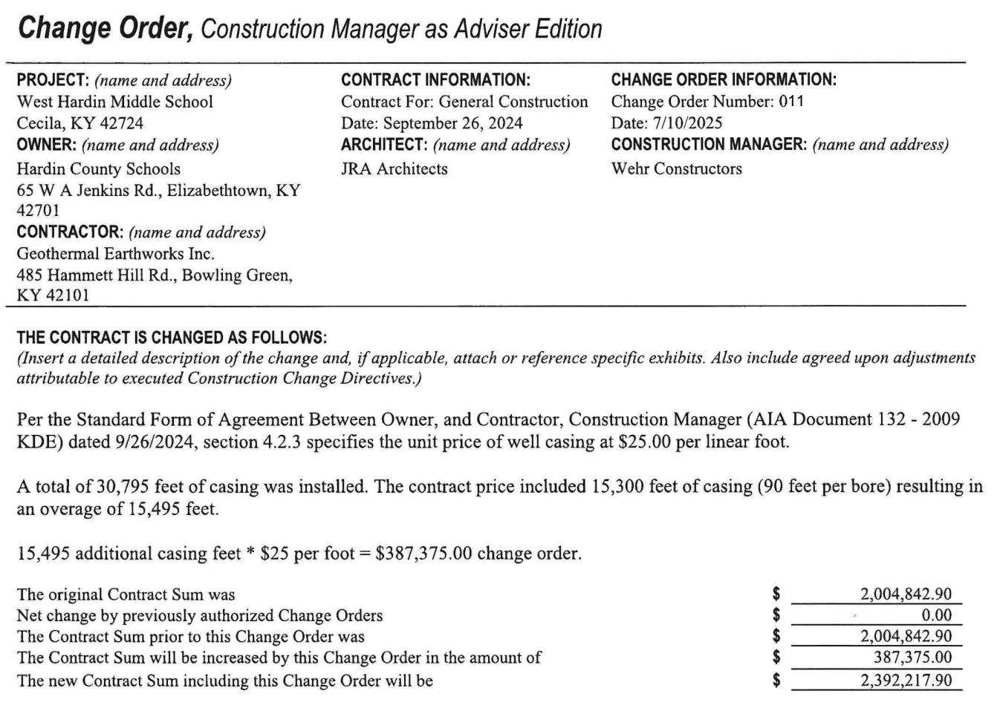 Change Order, Construction Manager as Adviser Edition
PROJECT: (name and address)
West Hardin Middle School
Cecila, KY 42724
OWNER: (name and address)
Hardin County Schools
65 W A Jenkins Rd., Elizabethtown, KY
42701
CONTRACTOR: (name and address)
Geothermal Earthworks Inc.
485 Hammett Hill Rd., Bowling Green,
KY 42101
CONTRACT INFORMATION:
Contract For: General Construction
Date: September 26, 2024
ARCHITECT: (name and address)
JRA Architects
CHANGE ORDER INFORMATION:
Change Order Number: 011
Date: 7/10/2025
CONSTRUCTION MANAGER: (name and address)
Wehr Constructors
THE CONTRACT IS CHANGED AS FOLLOWS:
(Insert a detailed description of the change and, if applicable, attach or reference specific exhibits. Also include agreed upon adjustments
attributable to executed Construction Change Directives.)
Per the Standard Form of Agreement Between Owner, and Contractor, Construction Manager (AIA Document 132 - 2009
KDE) dated 9/26/2024, section 4.2.3 specifies the unit price of well casing at $25.00 per linear foot.
A total of 30,795 feet of casing was installed. The contract price included 15,300 feet of casing (90 feet per bore) resulting in
an overage of 15,495 feet.
15,495 additional casing feet * $25 per foot = $387,375.00 change order.
The original Contract Sum was $ 2,004,842.90
Net change by previously authorized Change Orders $ 0.00
The Contract Sum prior to this Change Order was $ 2,004,842.90
The Contract Sum will be increased by this Change Order in the amount of $ 387,375.00
The new Contract Sum including this Change Order will be $ 2,392,217.90